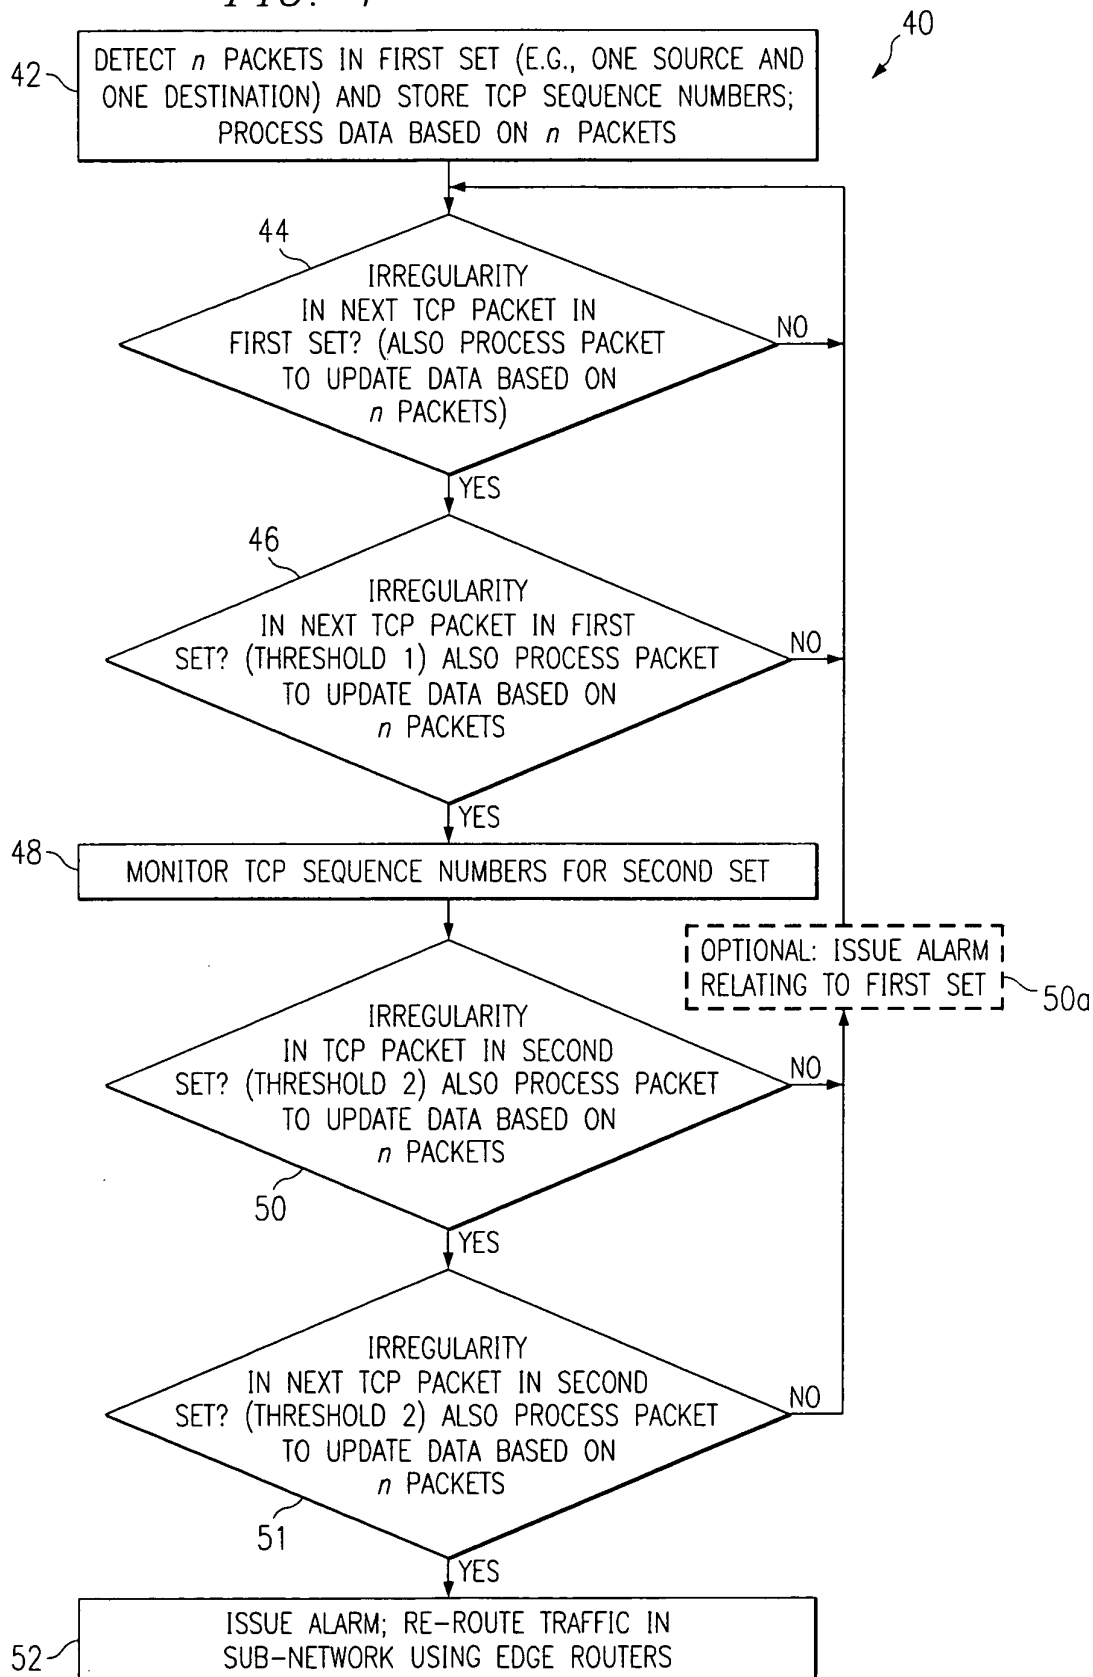 FIG. 4
40
42
DETECT n PACKETS IN FIRST SET (E.G., ONE SOURCE AND
ONE DESTINATION) AND STORE TCP SEQUENCE NUMBERS;
PROCESS DATA BASED ON n PACKETS
44
IRREGULARITY
IN NEXT TCP PACKET IN
FIRST SET? (ALSO PROCESS PACKET
TO UPDATE DATA BASED ON
n PACKETS)
NO
YES
46
IRREGULARITY
IN NEXT TCP PACKET IN FIRST
SET? (THRESHOLD 1) ALSO PROCESS PACKET
TO UPDATE DATA BASED ON
n PACKETS
NO
YES
48
MONITOR TCP SEQUENCE NUMBERS FOR SECOND SET
OPTIONAL: ISSUE ALARM
RELATING TO FIRST SET
50a
IRREGULARITY
IN TCP PACKET IN SECOND
SET? (THRESHOLD 2) ALSO PROCESS PACKET
TO UPDATE DATA BASED ON
n PACKETS
NO
50
YES
IRREGULARITY
IN NEXT TCP PACKET IN SECOND
SET? (THRESHOLD 2) ALSO PROCESS PACKET
TO UPDATE DATA BASED ON
n PACKETS
NO
51
YES
52
ISSUE ALARM; RE-ROUTE TRAFFIC IN
SUB-NETWORK USING EDGE ROUTERS